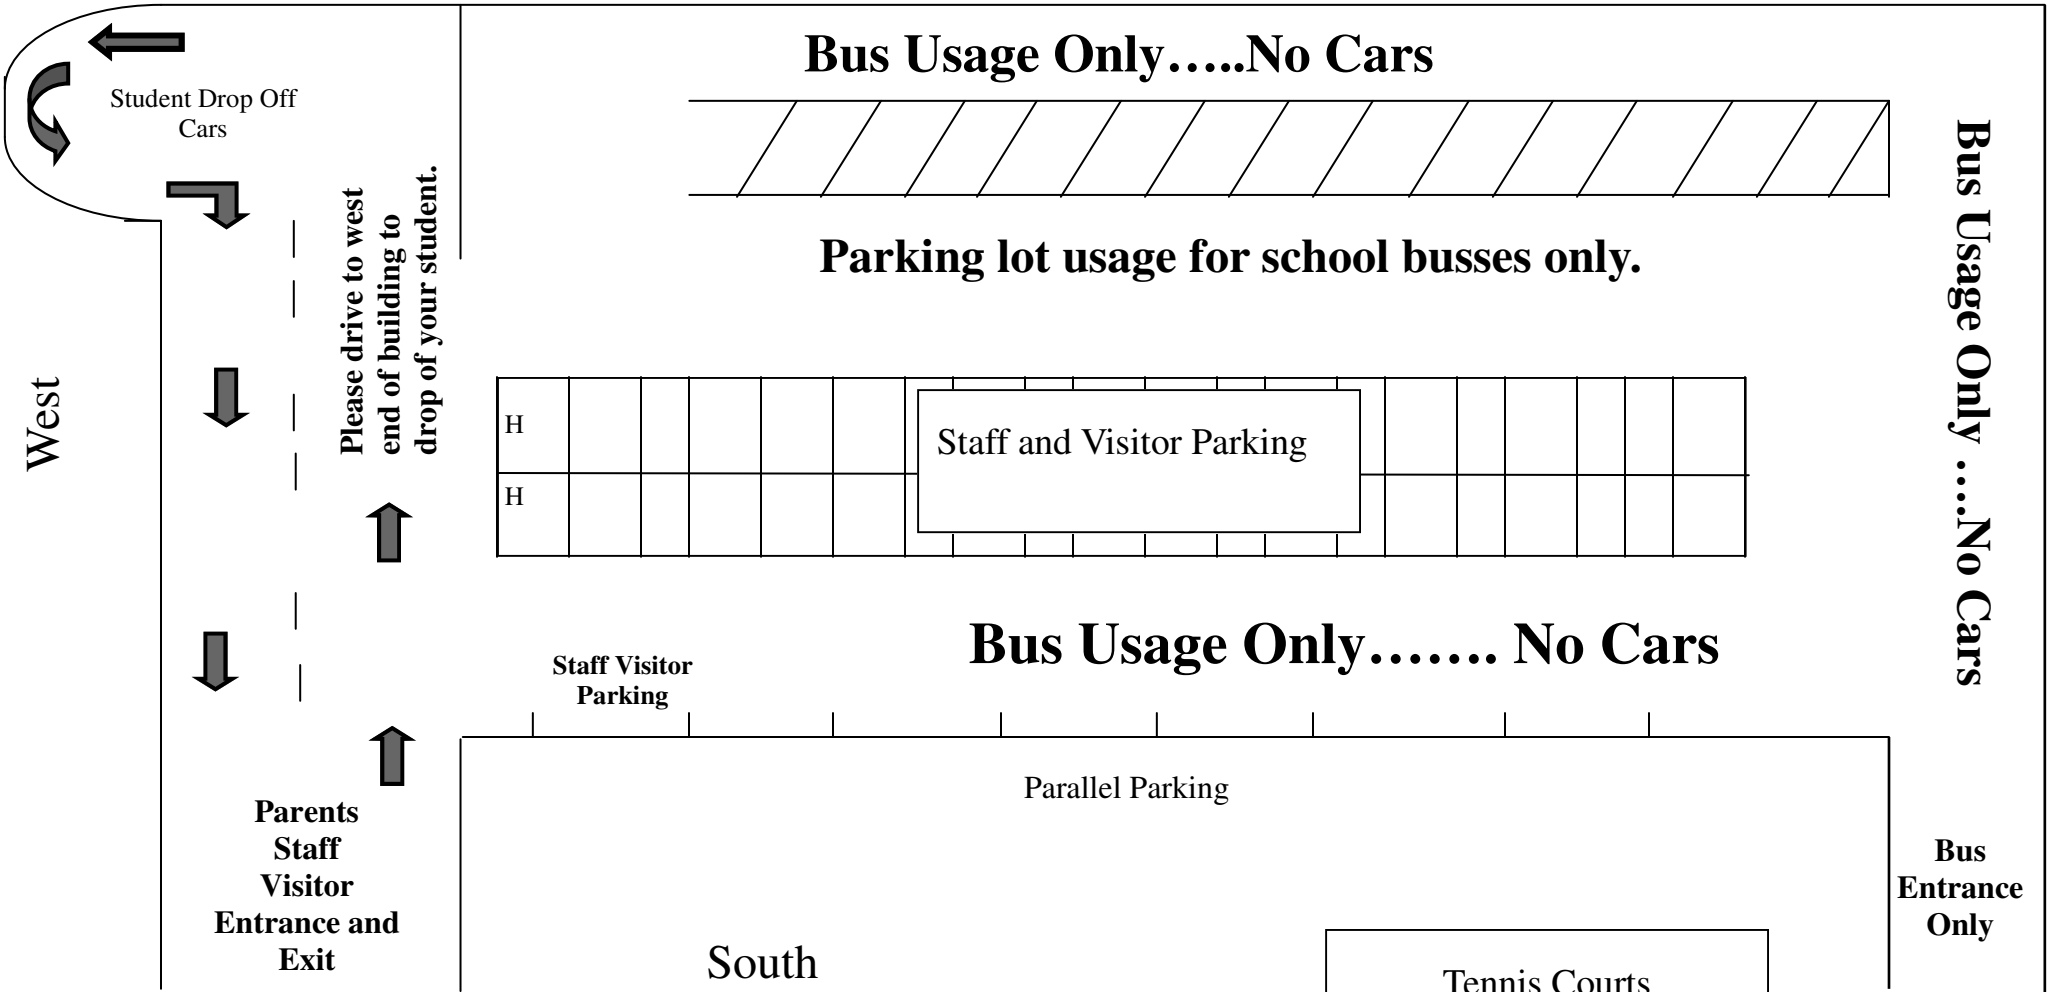 Bus Usage Only…..No Cars
Student Drop Off
Cars
Please drive to west
end of building to
drop of your student.
Parking lot usage for school busses only.
Bus Usage Only …..No Cars
West
H
H
Staff and Visitor Parking
Bus Usage Only……. No Cars
Staff Visitor
Parking
Parallel Parking
Parents
Staff
Visitor
Entrance and
Exit
Bus
Entrance
Only
South
Tennis Courts